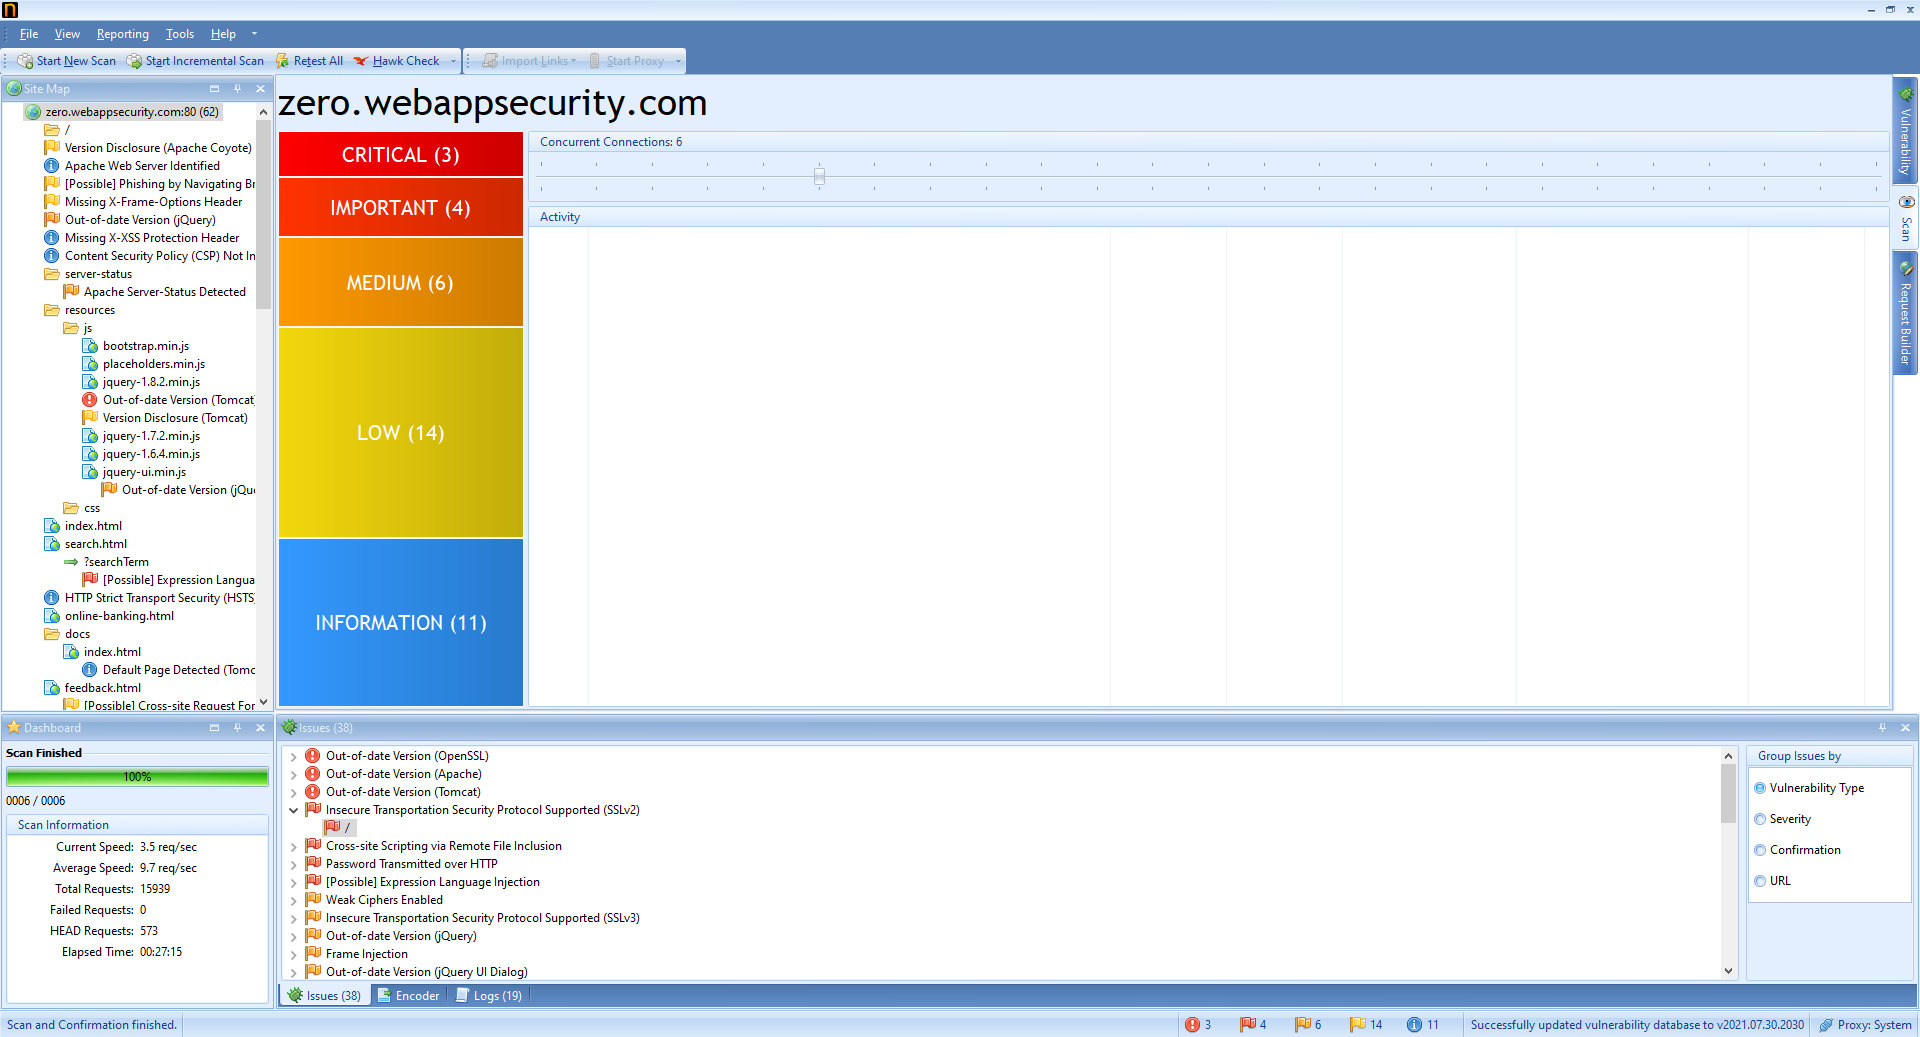 n
File View Reporting Tools Help
Start New Scan Start Incremental Scan Retest All Hawk Check Import Links Start Proxy
Site Map
zero.webappsecurity.com:80 (62)
/
Version Disclosure (Apache Coyote)
Apache Web Server Identified
[Possible] Phishing by Navigating Br
Missing X-Frame-Options Header
Out-of-date Version (jQuery)
Missing X-XSS Protection Header
Content Security Policy (CSP) Not In
server-status
Apache Server-Status Detected
resources
js
bootstrap.min.js
placeholders.min.js
jquery-1.8.2.min.js
Out-of-date Version (Tomcat
Version Disclosure (Tomcat)
jquery-1.7.2.min.js
jquery-1.6.4.min.js
jquery-ui.min.js
Out-of-date Version (jQu
css
index.html
search.html
?searchTerm
[Possible] Expression Langua
HTTP Strict Transport Security (HSTS
online-banking.html
docs
index.html
Default Page Detected (Tomc
feedback.html
[Possible] Cross-site Request For
zero.webappsecurity.com
CRITICAL (3)
IMPORTANT (4)
MEDIUM (6)
LOW (14)
INFORMATION (11)
Concurrent Connections: 6
Activity
Vulnerability
Scan
Request Builder
Dashboard
Scan Finished
100%
0006 / 0006
Scan Information
Current Speed: 3.5 req/sec
Average Speed: 9.7 req/sec
Total Requests: 15939
Failed Requests: 0
HEAD Requests: 573
Elapsed Time: 00:27:15
Issues (38)
Out-of-date Version (OpenSSL)
Out-of-date Version (Apache)
Out-of-date Version (Tomcat)
Insecure Transportation Security Protocol Supported (SSLv2)
/
Cross-site Scripting via Remote File Inclusion
Password Transmitted over HTTP
[Possible] Expression Language Injection
Weak Ciphers Enabled
Insecure Transportation Security Protocol Supported (SSLv3)
Out-of-date Version (jQuery)
Frame Injection
Out-of-date Version (jQuery UI Dialog)
Group Issues by
Vulnerability Type
Severity
Confirmation
URL
Issues (38) Encoder Logs (19)
Scan and Confirmation finished. 3 4 6 14 11 Successfully updated vulnerability database to v2021.07.30.2030 Proxy: System